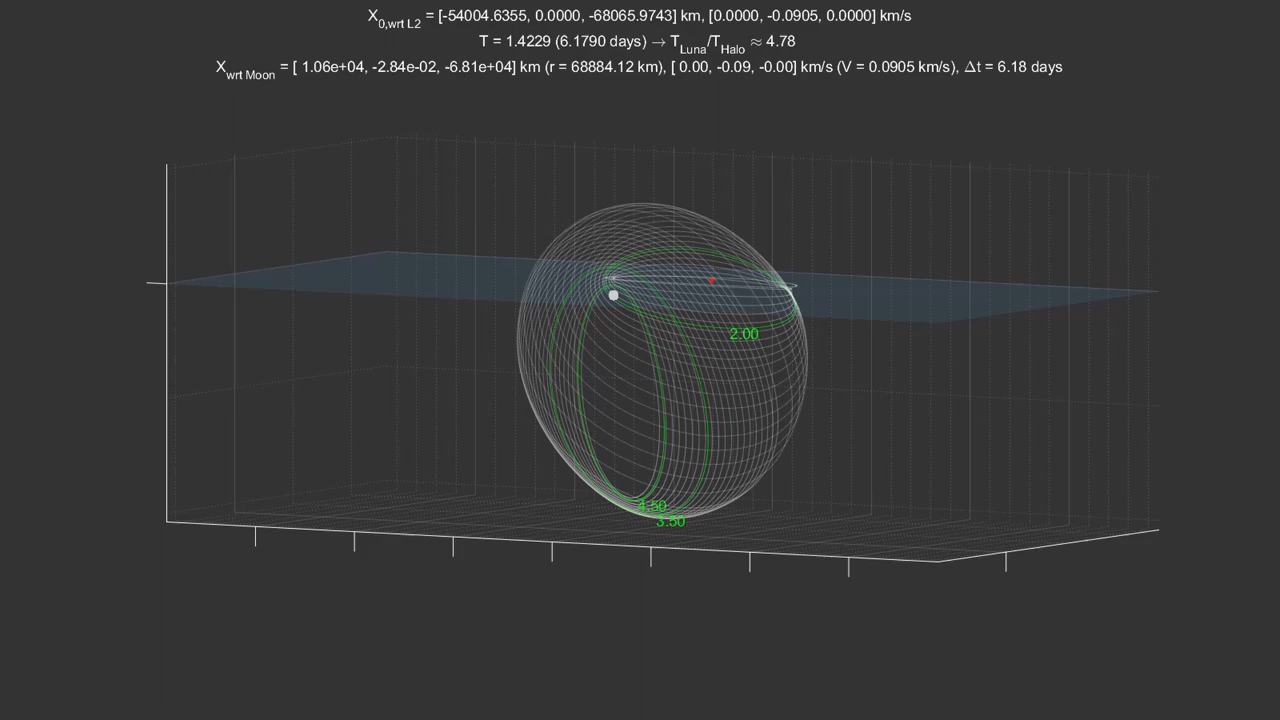 X0,wrt L2 = [-54004.6355, 0.0000, -68065.9743] km, [0.0000, -0.0905, 0.0000] km/s
T = 1.4229 (6.1790 days) → TLuna/THalo ≈ 4.78
Xwrt Moon = [ 1.06e+04, -2.84e-02, -6.81e+04] km (r = 68884.12 km), [ 0.00, -0.09, -0.00] km/s (V = 0.0905 km/s), Δt = 6.18 days
2.00
4.50
3.50